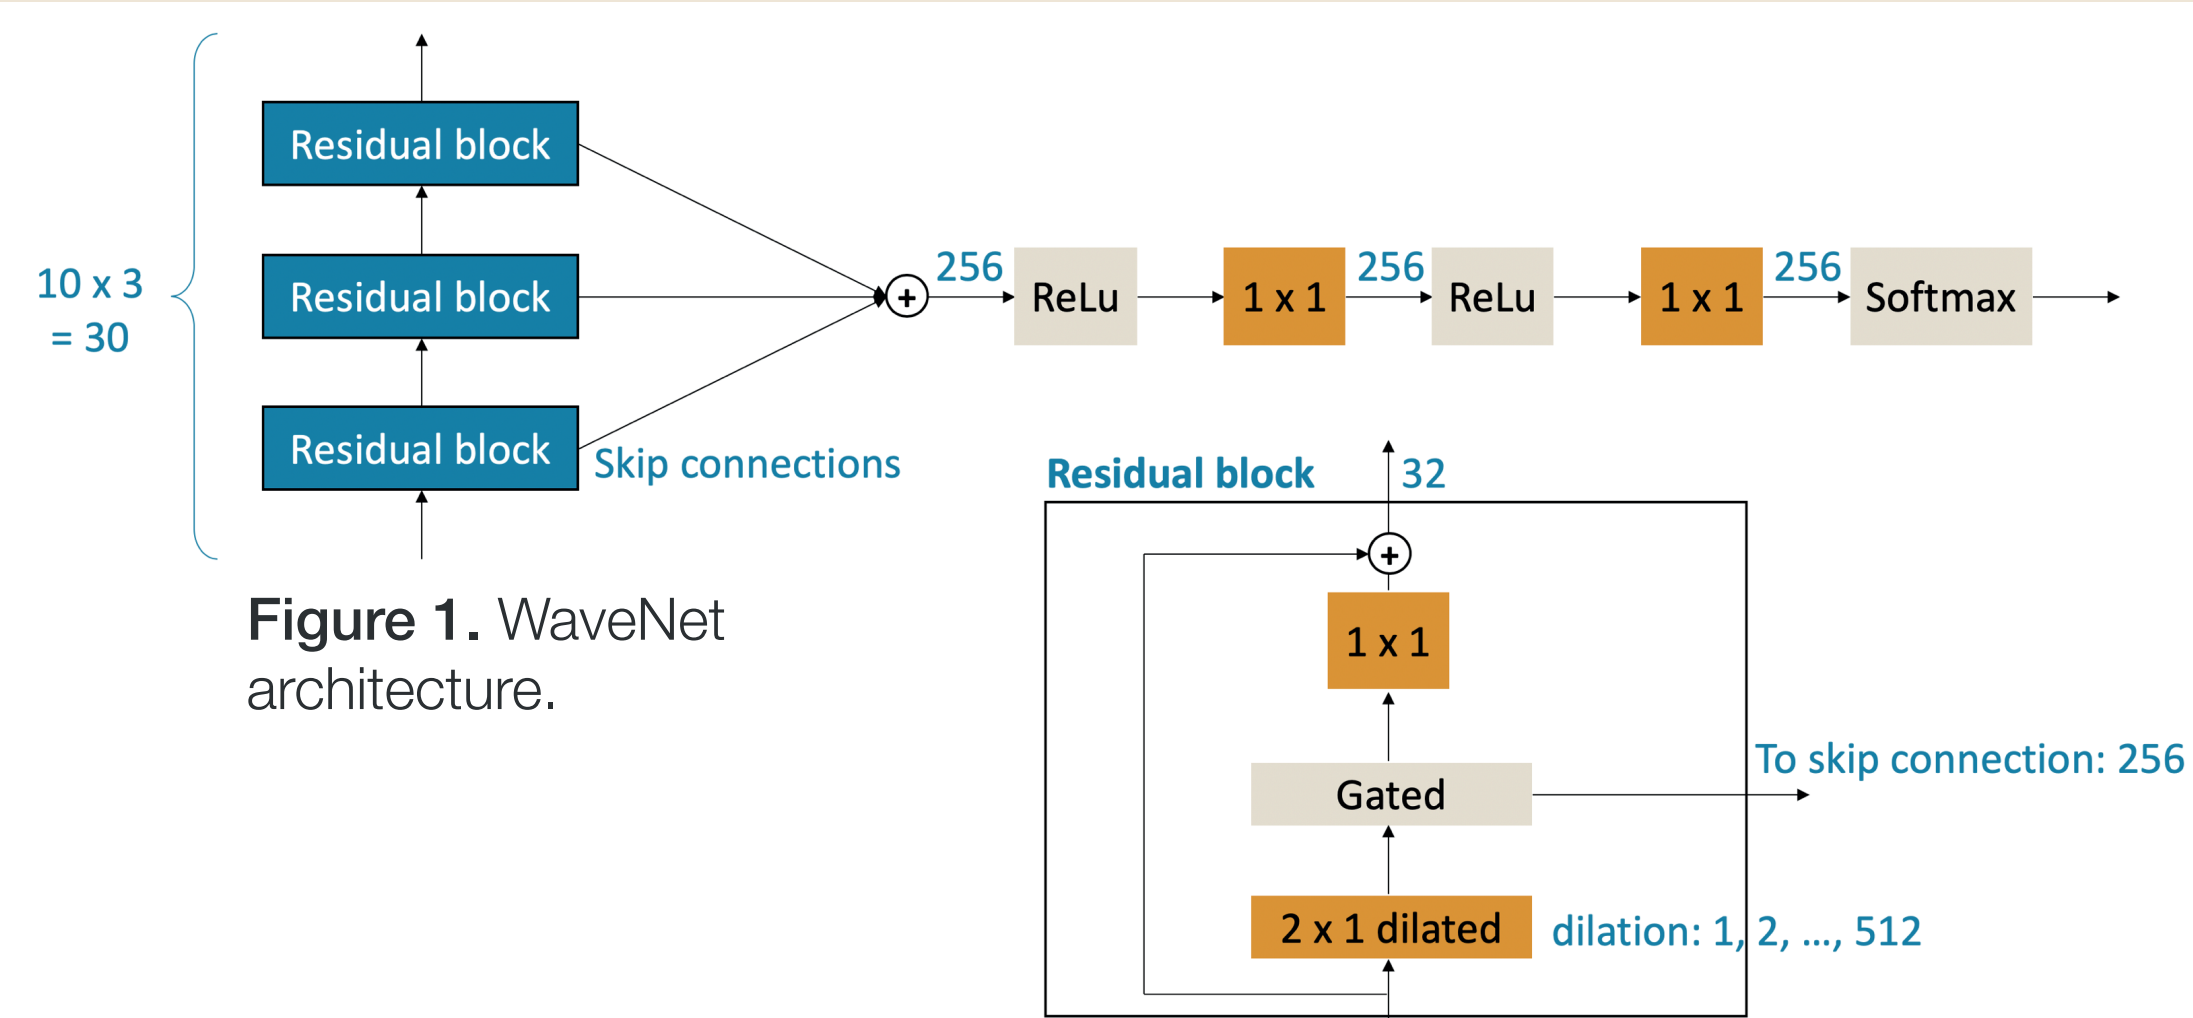 10 x 3
= 30
Residual block
Residual block
Residual block
Skip connections
+
256
ReLu
1 x 1
256
ReLu
1 x 1
256
Softmax
Figure 1. WaveNet
architecture.
Residual block
32
+
1 x 1
Gated
To skip connection: 256
2 x 1 dilated
dilation: 1, 2, ..., 512